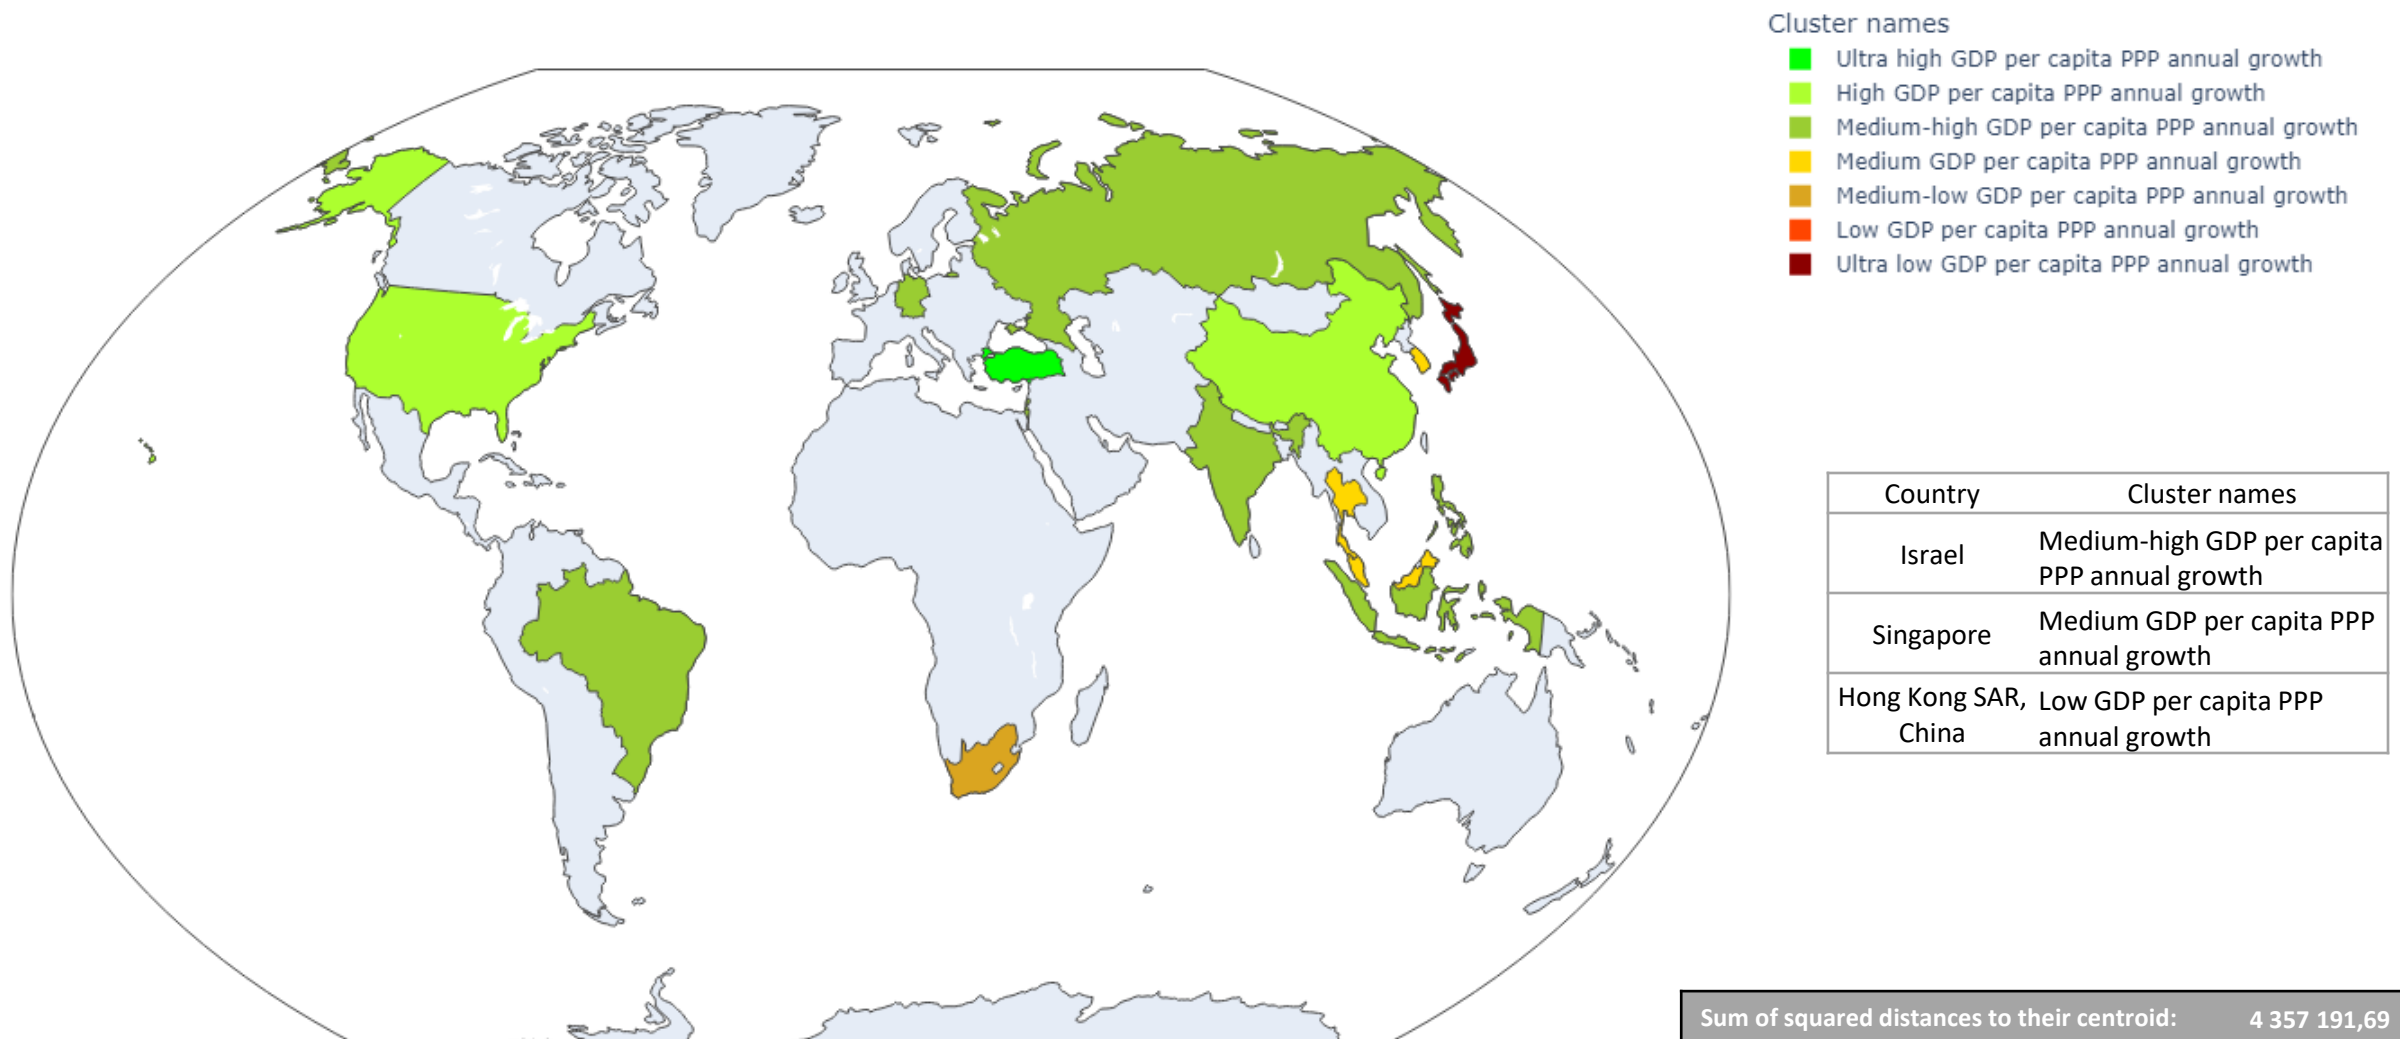 Cluster names
Ultra high GDP per capita PPP annual growth
High GDP per capita PPP annual growth
Medium-high GDP per capita PPP annual growth
Medium GDP per capita PPP annual growth
Medium-low GDP per capita PPP annual growth
Low GDP per capita PPP annual growth
Ultra low GDP per capita PPP annual growth
Country Cluster names
Israel Medium-high GDP per capita
PPP annual growth
Singapore Medium GDP per capita PPP
annual growth
Hong Kong SAR, Low GDP per capita PPP
China annual growth
Sum of squared distances to their centroid: 4 357 191,69